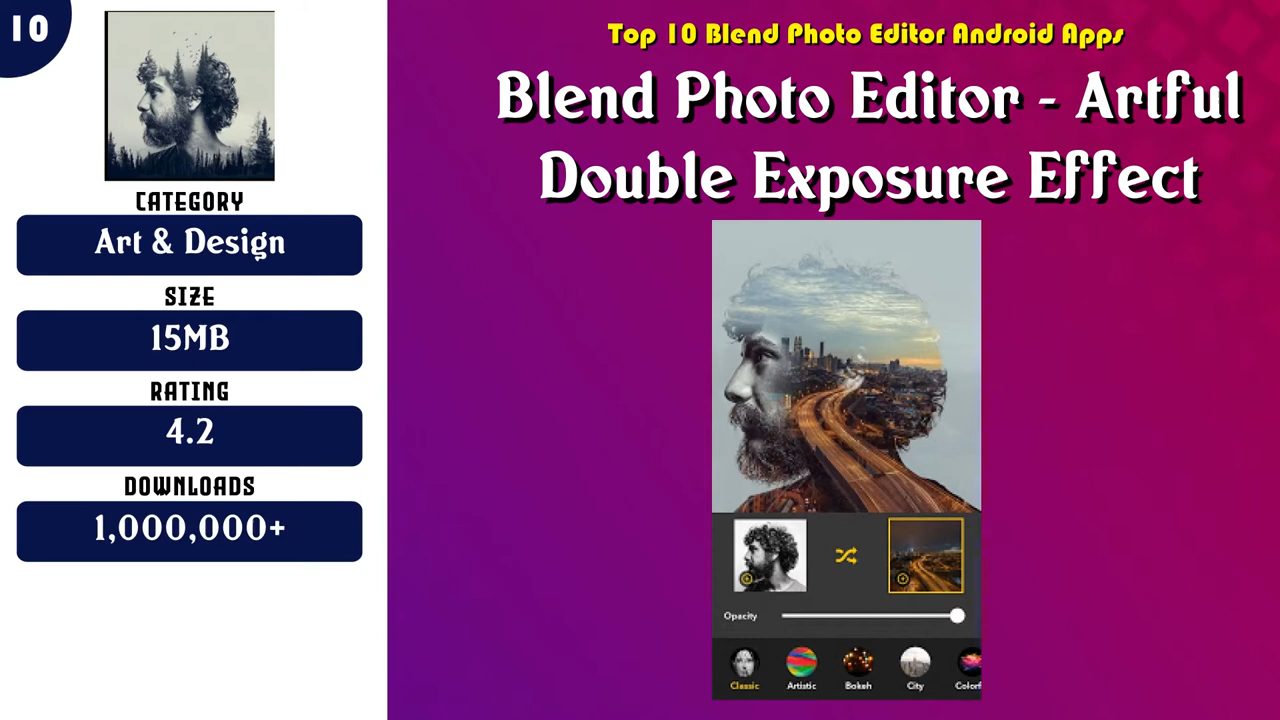 10
CATEGORY
Art & Design
SIZE
15MB
RATING
4.2
DOWNLOADS
1,000,000+
Top 10 Blend Photo Editor Android Apps
Blend Photo Editor - Artful
Double Exposure Effect
Opacity
Classic Artistic Bokeh City Colorf